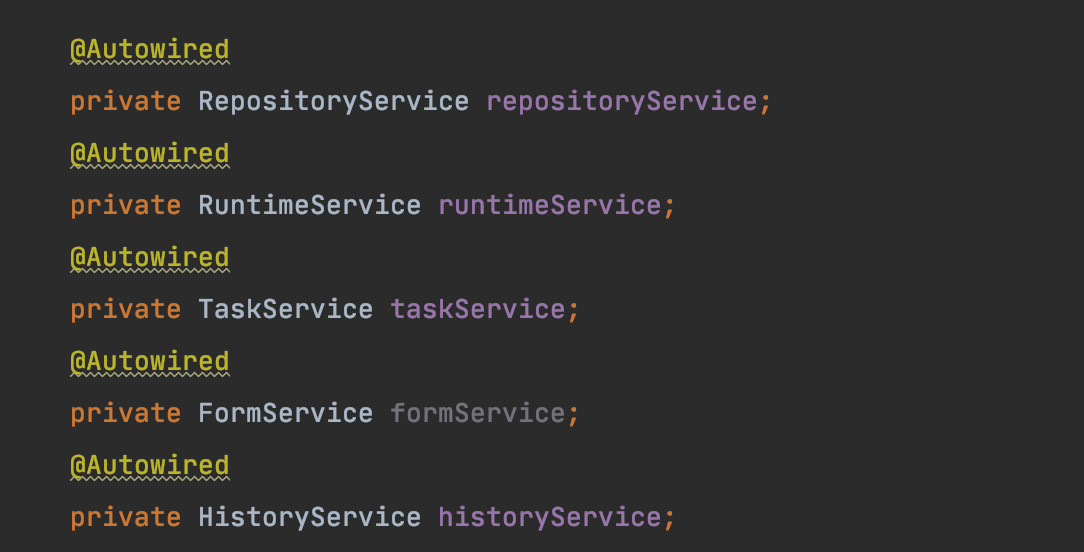 @Autowired
private RepositoryService repositoryService;
@Autowired
private RuntimeService runtimeService;
@Autowired
private TaskService taskService;
@Autowired
private FormService formService;
@Autowired
private HistoryService historyService;